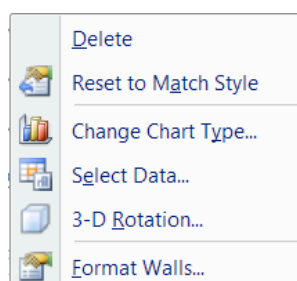 Delete
Reset to Match Style
Change Chart Type...
Select Data...
3-D Rotation...
Format Walls...